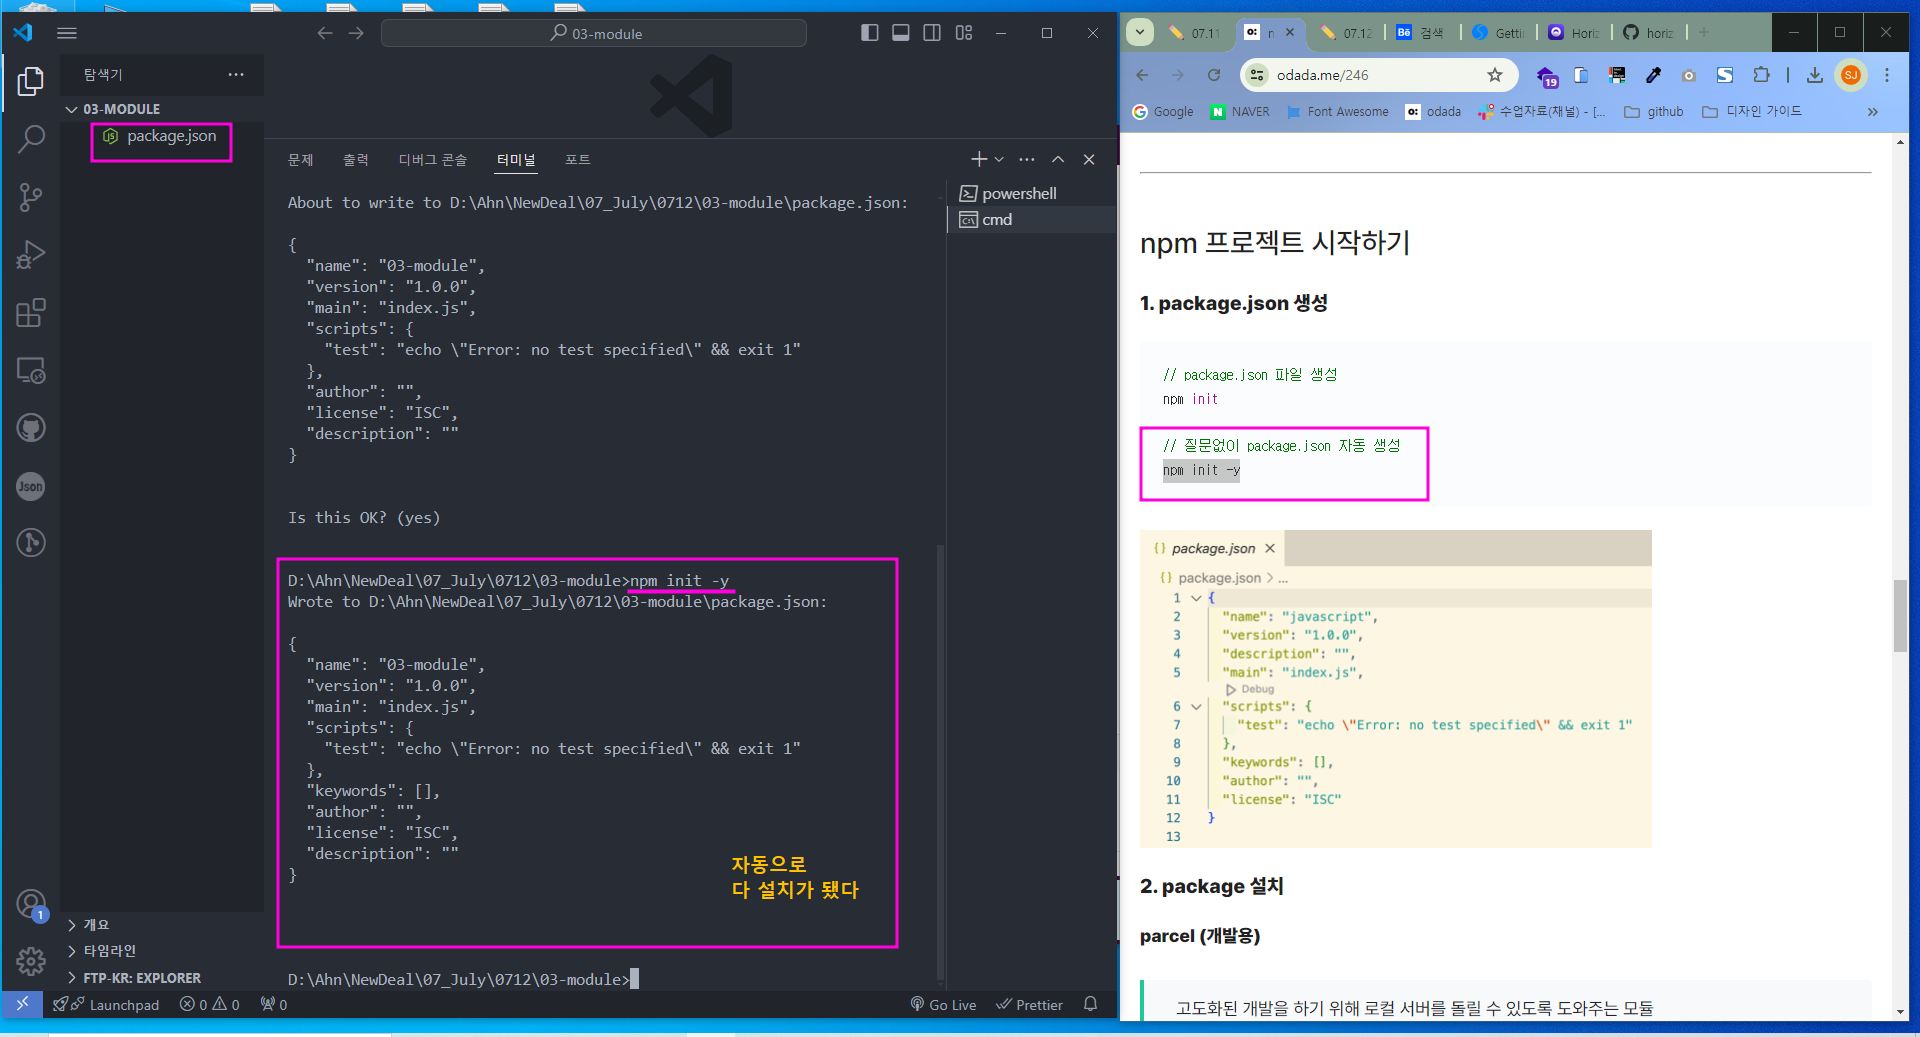 03-module
탐색기
03-MODULE
package.json
문제
출력
디버그 콘솔
터미널
포트
powershell
cmd
About to write to D:\Ahn\NewDeal\07_July\0712\03-module\package.json:
{
"name": "03-module",
"version": "1.0.0",
"main": "index.js",
"scripts": {
"test": "echo \"Error: no test specified\" && exit 1"
},
"author": "",
"license": "ISC",
"description": ""
}
Is this OK? (yes)
D:\Ahn\NewDeal\07_July\0712\03-module>npm init -y
Wrote to D:\Ahn\NewDeal\07_July\0712\03-module\package.json:
{
"name": "03-module",
"version": "1.0.0",
"main": "index.js",
"scripts": {
"test": "echo \"Error: no test specified\" && exit 1"
},
"keywords": [],
"author": "",
"license": "ISC",
"description": ""
}
자동으로
다 설치가 됐다
D:\Ahn\NewDeal\07_July\0712\03-module>
Json
1
개요
타임라인
FTP-KR: EXPLORER
Launchpad
0
0
0
Go Live
Prettier
07.11
n
07.12
Bē 검색
Getti
Horiz
horiz
odada.me/246
19
SJ
Google
NAVER
Font Awesome
odada
수업자료(채널) - [...
github
디자인 가이드
npm 프로젝트 시작하기
1. package.json 생성
// package.json 파일 생성
npm init
// 질문없이 package.json 자동 생성
npm init -y
{} package.json
{} package.json > ...
1 {
2 "name": "javascript",
3 "version": "1.0.0",
4 "description": "",
5 "main": "index.js",
Debug
6 "scripts": {
7 "test": "echo \"Error: no test specified\" && exit 1"
8 },
9 "keywords": [],
10 "author": "",
11 "license": "ISC"
12 }
13
2. package 설치
parcel (개발용)
고도화된 개발을 하기 위해 로컬 서버를 돌릴 수 있도록 도와주는 모듈